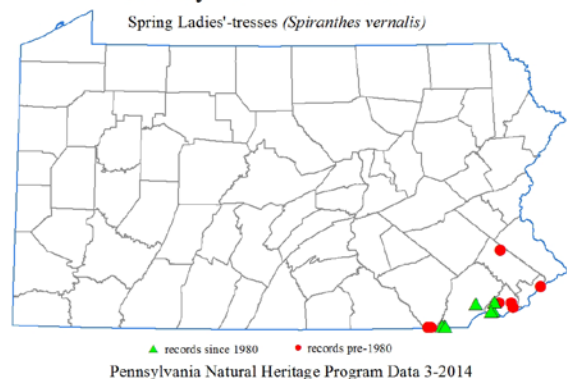 Spring Ladies'-tresses (Spiranthes vernalis)
records since 1980 records pre-1980
Pennsylvania Natural Heritage Program Data 3-2014